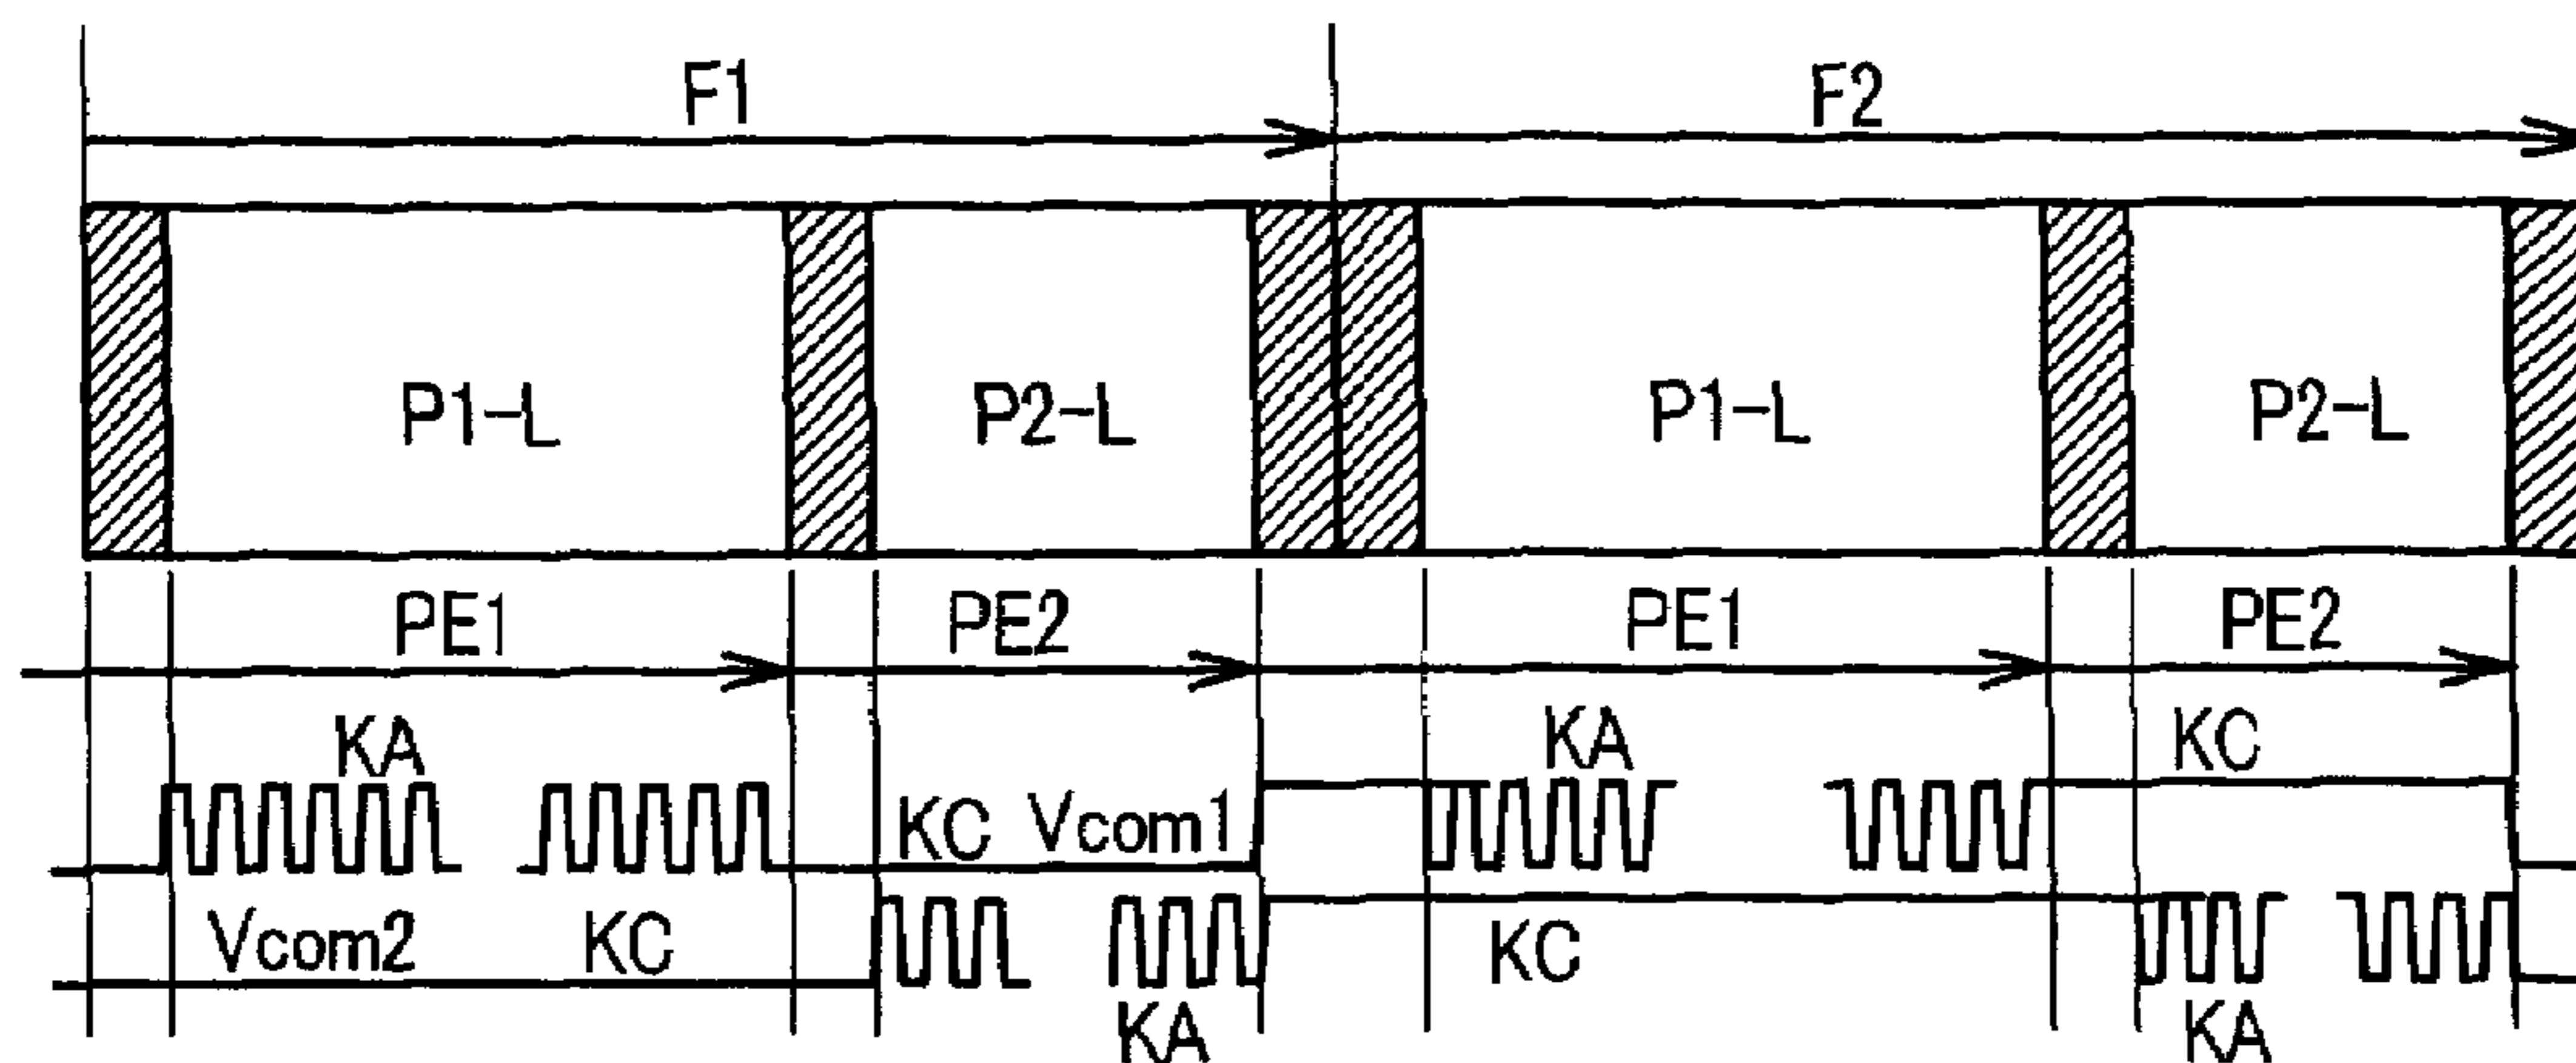 F1 F2
P1-L P2-L P1-L P2-L
PE1 PE2 PE1 PE2
KA KC Vcom1 KA KC
Vcom2 KC KA KC KA